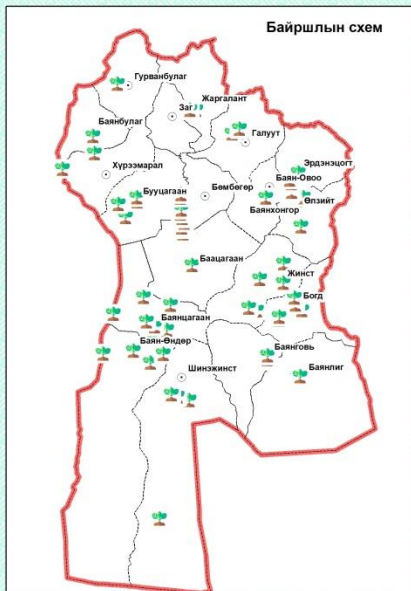 Байршлын схем
Гурванбулаг
Жаргалант
Заг
Баянбулаг
Галуут
Эрдэнэцогт
Хүрээмарал
Баян-Овоо
Бууцагаан
Бөмбөгөр
Өлзийт
Баянхонгор
Баацагаан
Жинст
Богд
Баянцагаан
Баян-Өндөр
Баянговь
Шинэжинст
Баянлиг